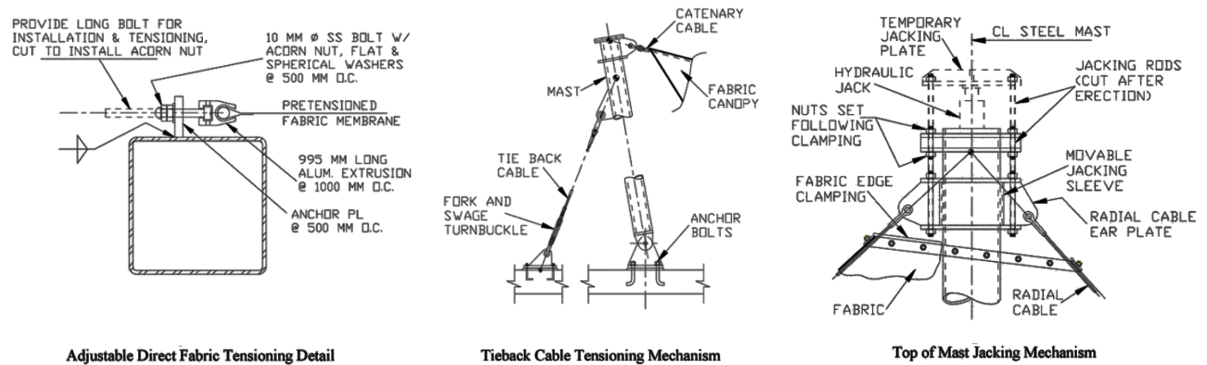 PROVIDE LONG BOLT FOR
INSTALLATION & TENSIONING,
CUT TO INSTALL ACORN NUT
10 MM Ø SS BOLT W/
ACORN NUT, FLAT &
SPHERICAL WASHERS
@ 500 MM O.C.
PRETENSIONED
FABRIC MEMBRANE
995 MM LONG
ALUM. EXTRUSION
@ 1000 MM O.C.
ANCHOR PL
@ 500 MM O.C.
Adjustable Direct Fabric Tensioning Detail
CATENARY
CABLE
MAST
FABRIC
CANOPY
TIE BACK
CABLE
FORK AND
SWAGE
TURNBUCKLE
ANCHOR
BOLTS
Tieback Cable Tensioning Mechanism
TEMPORARY
JACKING
PLATE
CL STEEL MAST
HYDRAULIC
JACK
JACKING RODS
(CUT AFTER
ERECTION)
NUTS SET
FOLLOWING
CLAMPING
MOVABLE
JACKING
SLEEVE
FABRIC EDGE
CLAMPING
RADIAL CABLE
EAR PLATE
FABRIC
RADIAL
CABLE
Top of Mast Jacking Mechanism